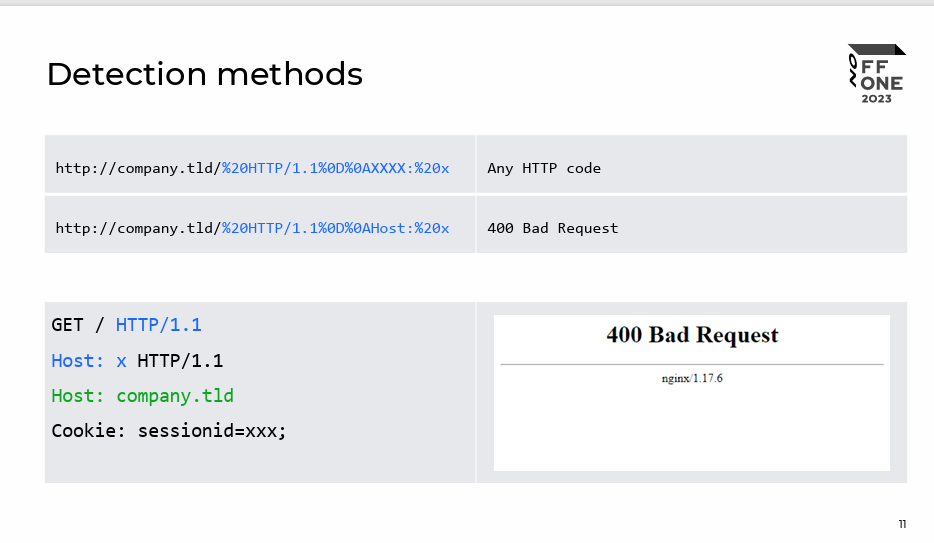 Detection methods
OFF
ZONE
2023
http://company.tld/%20HTTP/1.1%0D%0AXXXX:%20x
Any HTTP code
http://company.tld/%20HTTP/1.1%0D%0AHost:%20x
400 Bad Request
GET / HTTP/1.1
Host: x HTTP/1.1
Host: company.tld
Cookie: sessionid=xxx;
400 Bad Request
nginx/1.17.6
11